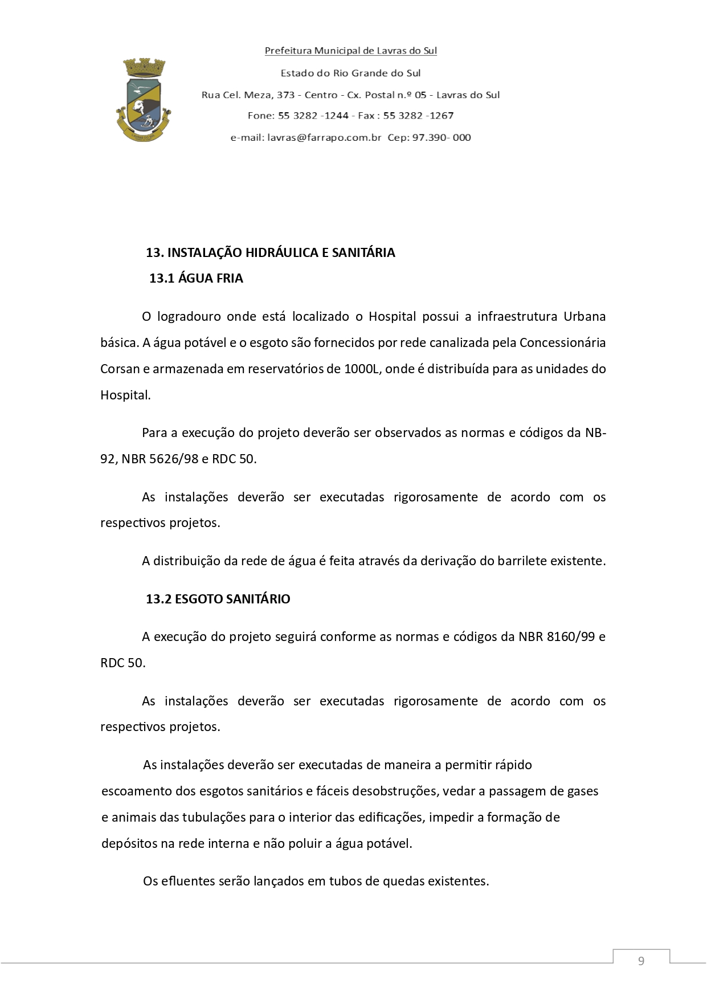 Prefeitura Municipal de Lavras do Sul
Estado do Rio Grande do Sul
Rua Cel. Meza, 373 - Centro - Cx. Postal n.º 05 - Lavras do Sul
Fone: 55 3282 -1244 - Fax : 55 3282 -1267
e-mail: lavras@farrapo.com.br Cep: 97.390- 000
LAVRAS DO SUL
13. INSTALAÇÃO HIDRÁULICA E SANITÁRIA
13.1 ÁGUA FRIA
O logradouro onde está localizado o Hospital possui a infraestrutura Urbana
básica. A água potável e o esgoto são fornecidos por rede canalizada pela Concessionária
Corsan e armazenada em reservatórios de 1000L, onde é distribuída para as unidades do
Hospital.
Para a execução do projeto deverão ser observados as normas e códigos da NB-
92, NBR 5626/98 e RDC 50.
As instalações deverão ser executadas rigorosamente de acordo com os
respectivos projetos.
A distribuição da rede de água é feita através da derivação do barrilete existente.
13.2 ESGOTO SANITÁRIO
A execução do projeto seguirá conforme as normas e códigos da NBR 8160/99 e
RDC 50.
As instalações deverão ser executadas rigorosamente de acordo com os
respectivos projetos.
As instalações deverão ser executadas de maneira a permitir rápido
escoamento dos esgotos sanitários e fáceis desobstruções, vedar a passagem de gases
e animais das tubulações para o interior das edificações, impedir a formação de
depósitos na rede interna e não poluir a água potável.
Os efluentes serão lançados em tubos de quedas existentes.
9